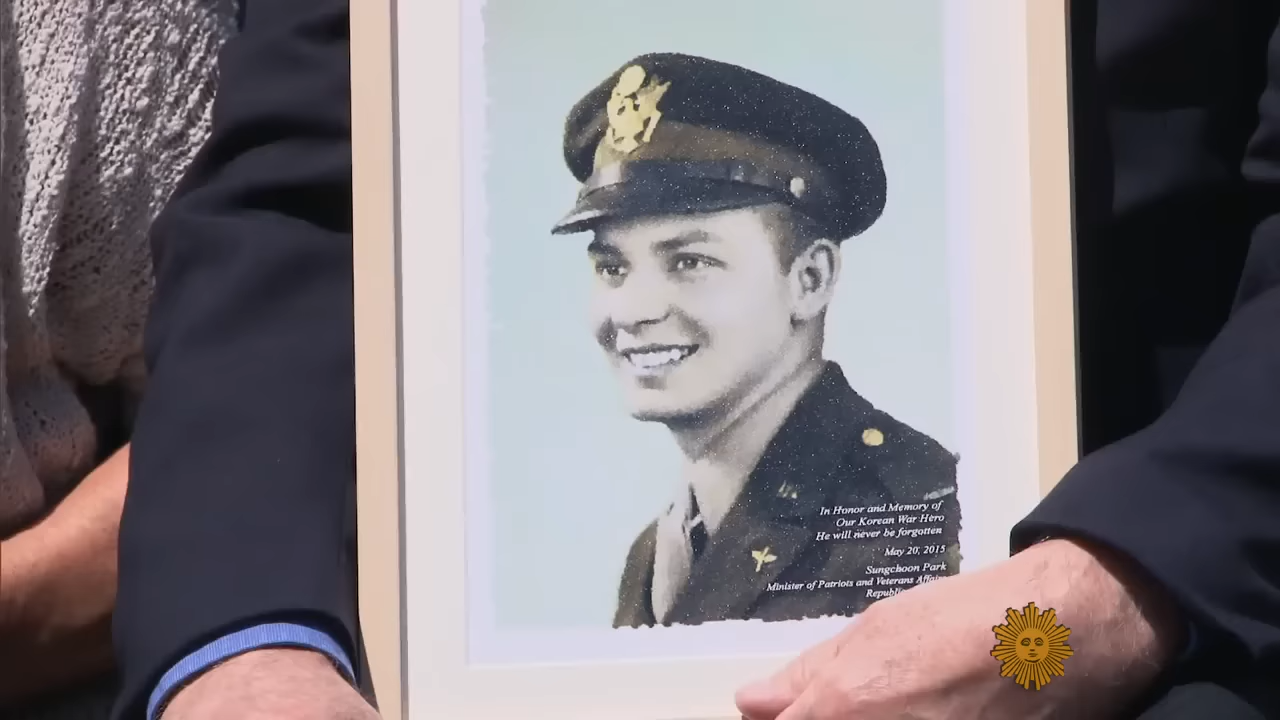 In Honor and Memory of
Our Korean War Hero
He will never be forgotten
May 20, 2015
Sungchoon Park
Minister of Patriots and Veterans Affairs